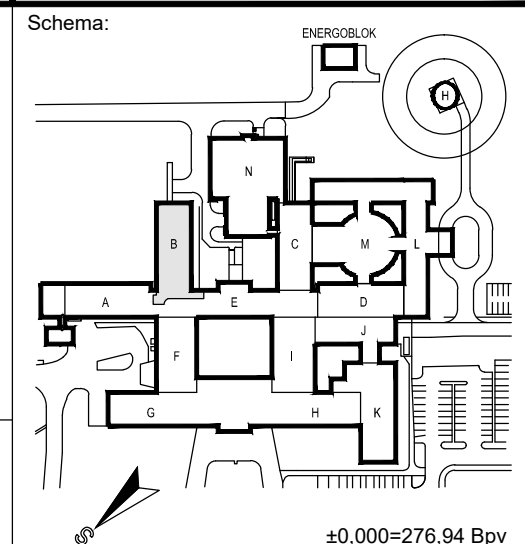 Schema:
ENERGOBLOK
H
N
B
C
M
L
A
E
D
J
F
I
G
H
K
S
±0,000=276,94 Bpv